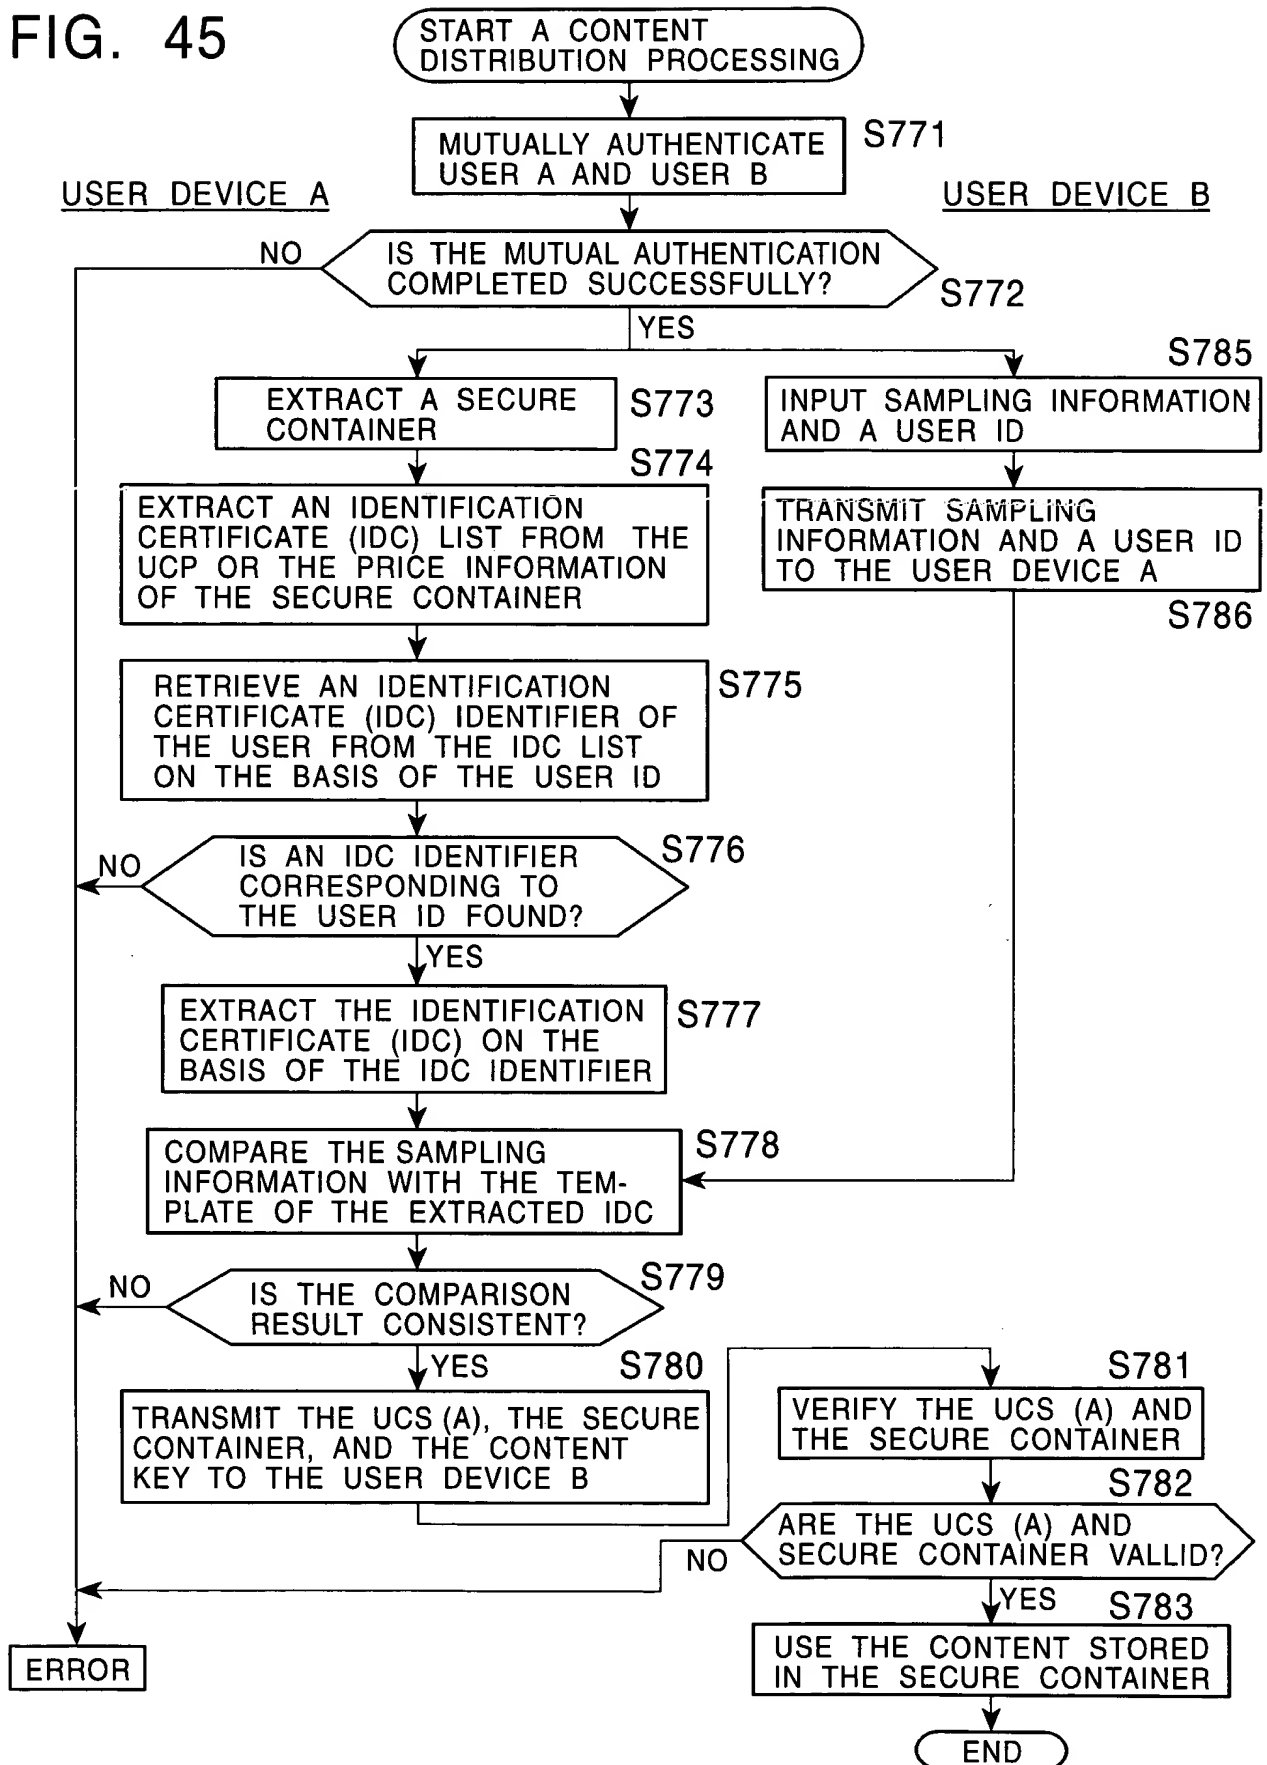 FIG. 45
START A CONTENT
DISTRIBUTION PROCESSING
MUTUALLY AUTHENTICATE
USER A AND USER B
S771
USER DEVICE A
USER DEVICE B
NO
IS THE MUTUAL AUTHENTICATION
COMPLETED SUCCESSFULLY?
S772
YES
EXTRACT A SECURE
CONTAINER
S773
S785
INPUT SAMPLING INFORMATION
AND A USER ID
S774
EXTRACT AN IDENTIFICATION
CERTIFICATE (IDC) LIST FROM THE
UCP OR THE PRICE INFORMATION
OF THE SECURE CONTAINER
TRANSMIT SAMPLING
INFORMATION AND A USER ID
TO THE USER DEVICE A
S786
RETRIEVE AN IDENTIFICATION
CERTIFICATE (IDC) IDENTIFIER OF
THE USER FROM THE IDC LIST
ON THE BASIS OF THE USER ID
S775
NO
IS AN IDC IDENTIFIER
CORRESPONDING TO
THE USER ID FOUND?
S776
YES
EXTRACT THE IDENTIFICATION
CERTIFICATE (IDC) ON THE
BASIS OF THE IDC IDENTIFIER
S777
COMPARE THE SAMPLING
INFORMATION WITH THE TEM-
PLATE OF THE EXTRACTED IDC
S778
NO
IS THE COMPARISON
RESULT CONSISTENT?
S779
YES
S780
TRANSMIT THE UCS (A), THE SECURE
CONTAINER, AND THE CONTENT
KEY TO THE USER DEVICE B
S781
VERIFY THE UCS (A) AND
THE SECURE CONTAINER
S782
ARE THE UCS (A) AND
SECURE CONTAINER VALLID?
NO
YES
S783
USE THE CONTENT STORED
IN THE SECURE CONTAINER
ERROR
END